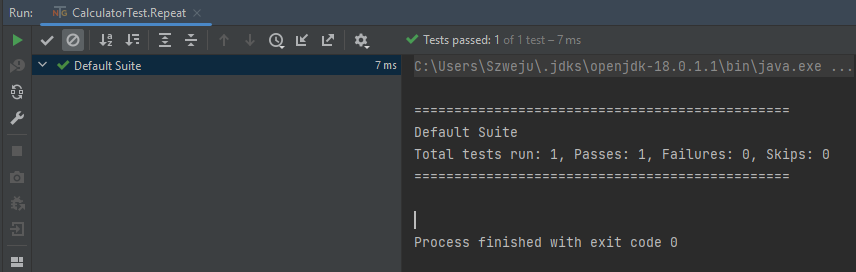 Run: NG CalculatorTest.Repeat ×
Tests passed: 1 of 1 test – 7 ms
Default Suite 7 ms
C:\Users\Szweju\.jdks\openjdk-18.0.1.1\bin\java.exe ...
===============================================
Default Suite
Total tests run: 1, Passes: 1, Failures: 0, Skips: 0
===============================================
Process finished with exit code 0